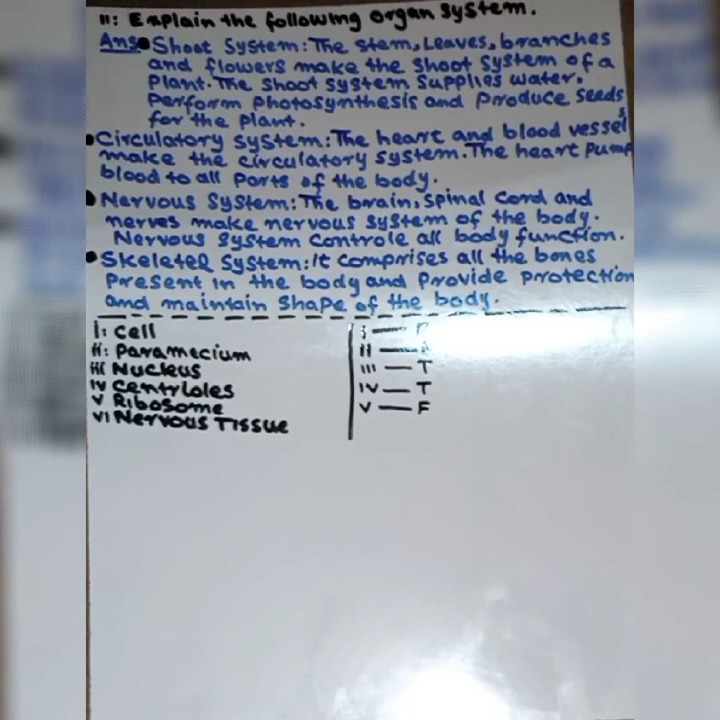 11: Explain the following organ system.
Ans Shoot System: The stem, Leaves, branches
and flowers make the shoot system of a
Plant. The shoot system supplies water.
Perform photosynthesis and Produce seeds
for the plant.
Circulatory system: The heart and blood vessel
make the circulatory system. The heart pump
blood to all parts of the body.
Nervous System: The brain, spinal cord and
nerves make nervous system of the body.
Nervous System Controle all body function.
Skeletel System: It comprises all the bones
present in the body and provide protection
and maintain shape of the body.
i: Cell
ii: Paramecium
iii Nucleus
iv Centrioles
v Ribosome
vi Nervous Tissue
i —
ii —
iii — T
iv — T
v — F